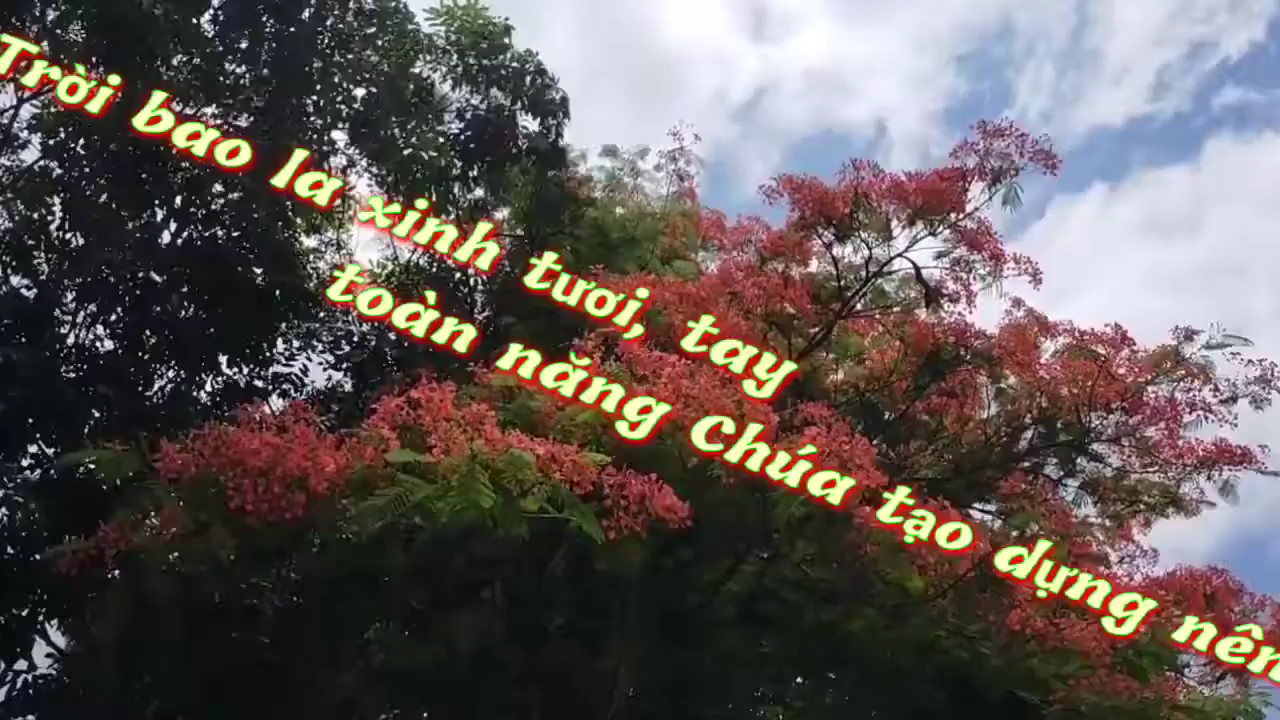 Trời bao la xinh tươi, tay
toàn năng Chúa tạo dựng nên